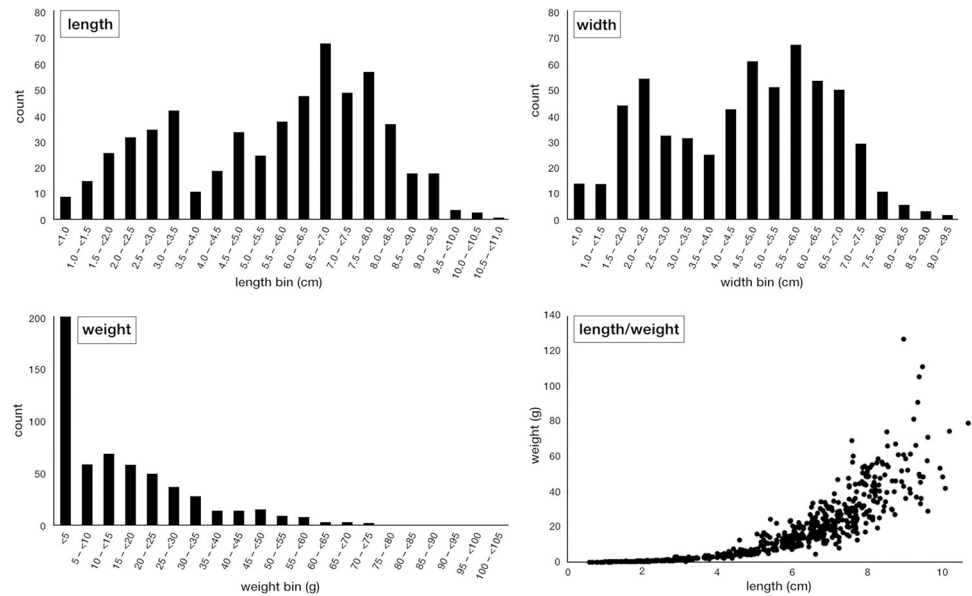 length
count
80
70
60
50
40
30
20
10
0
<1.0
1.0 – <1.5
1.5 – <2.0
2.0 – <2.5
2.5 – <3.0
3.0 – <3.5
3.5 – <4.0
4.0 – <4.5
4.5 – <5.0
5.0 – <5.5
5.5 – <6.0
6.0 – <6.5
6.5 – <7.0
7.0 – <7.5
7.5 – <8.0
8.0 – <8.5
8.5 – <9.0
9.0 – <9.5
9.5 – <10.0
10.0 – <10.5
10.5 – <11.0
length bin (cm)
width
count
80
70
60
50
40
30
20
10
0
<1.0
1.0 – <1.5
1.5 – <2.0
2.0 – <2.5
2.5 – <3.0
3.0 – <3.5
3.5 – <4.0
4.0 – <4.5
4.5 – <5.0
5.0 – <5.5
5.5 – <6.0
6.0 – <6.5
6.5 – <7.0
7.0 – <7.5
7.5 – <8.0
8.0 – <8.5
8.5 – <9.0
9.0 – <9.5
width bin (cm)
weight
count
200
150
100
50
0
<5
5 – <10
10 – <15
15 – <20
20 – <25
25 – <30
30 – <35
35 – <40
40 – <45
45 – <50
50 – <55
55 – <60
60 – <65
65 – <70
70 – <75
75 – <80
80 – <85
85 – <90
90 – <95
95 – <100
100 – <105
weight bin (g)
length/weight
weight (g)
140
120
100
80
60
40
20
0
0
2
4
6
8
10
length (cm)